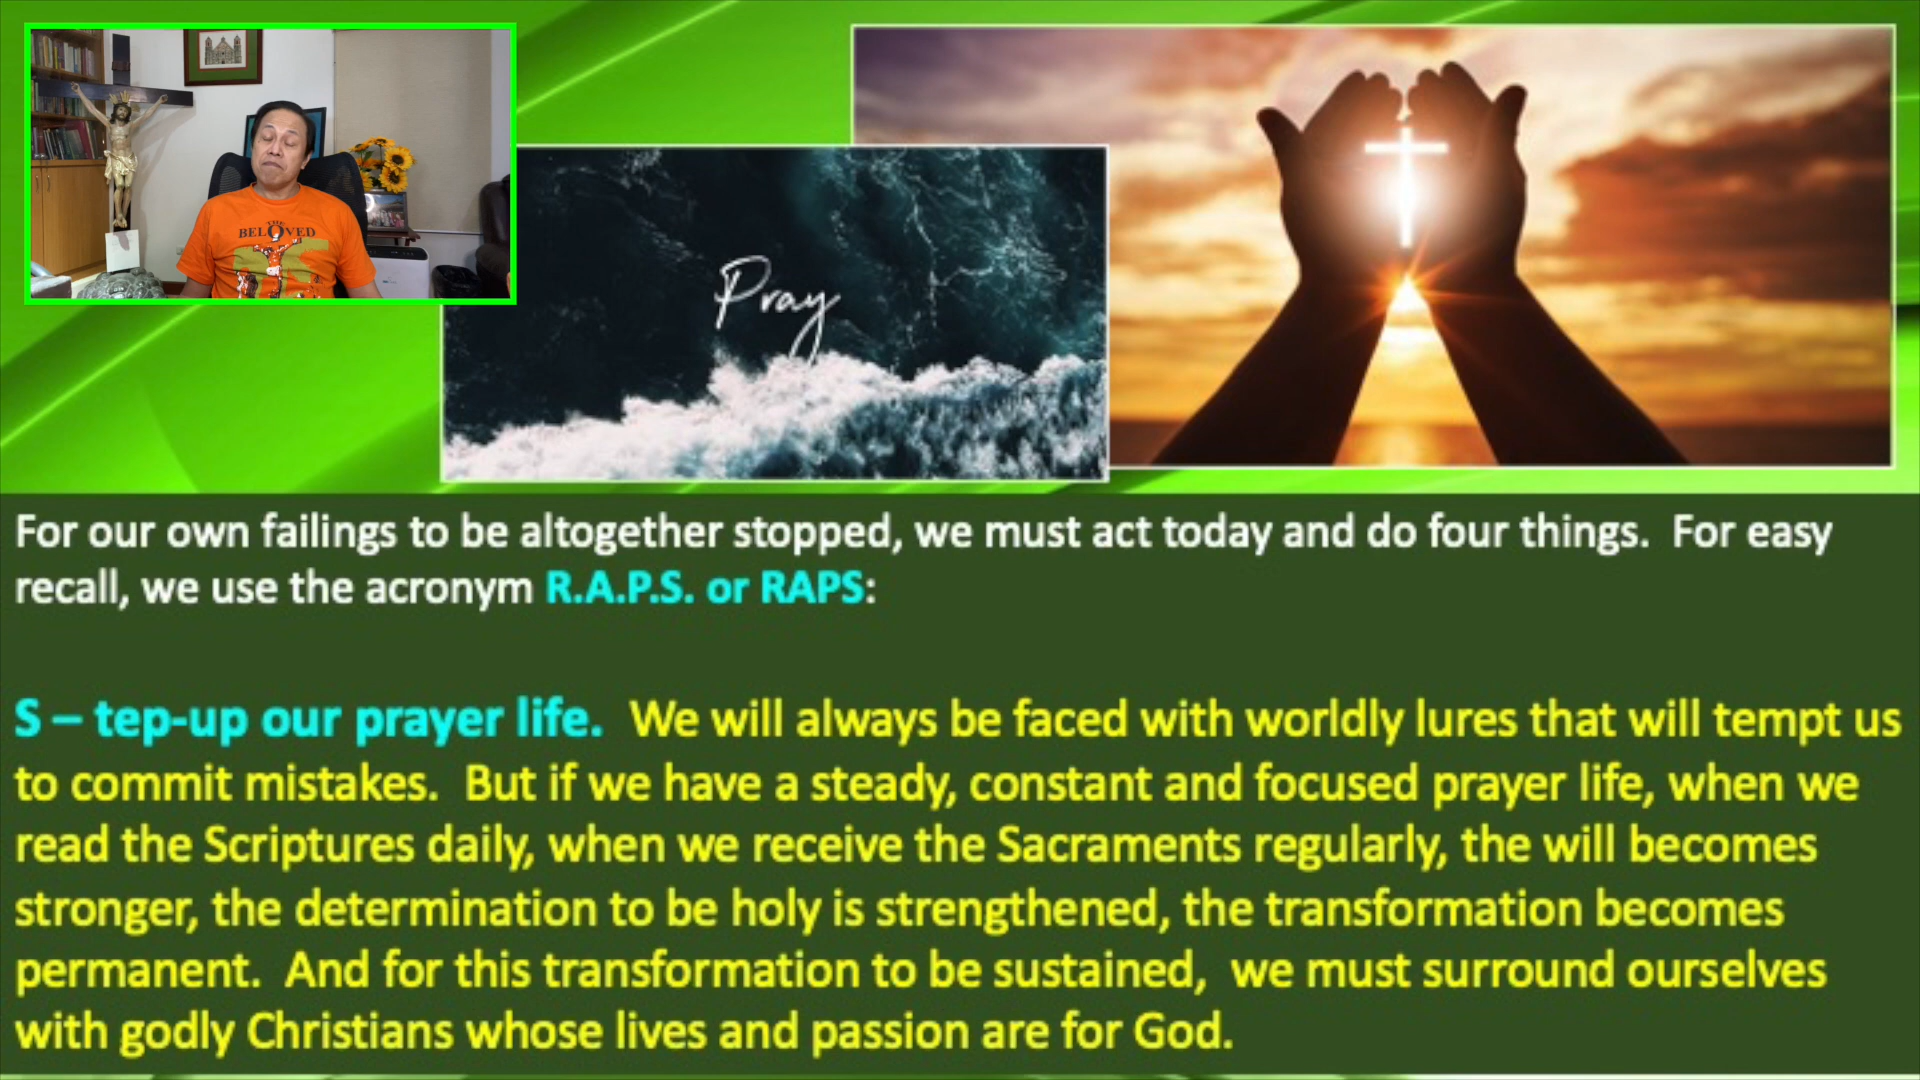 THE
BELOVED
Pray
For our own failings to be altogether stopped, we must act today and do four things.  For easy
recall, we use the acronym R.A.P.S. or RAPS:
S – tep-up our prayer life.  We will always be faced with worldly lures that will tempt us
to commit mistakes.  But if we have a steady, constant and focused prayer life, when we
read the Scriptures daily, when we receive the Sacraments regularly, the will becomes
stronger, the determination to be holy is strengthened, the transformation becomes
permanent.  And for this transformation to be sustained,  we must surround ourselves
with godly Christians whose lives and passion are for God.